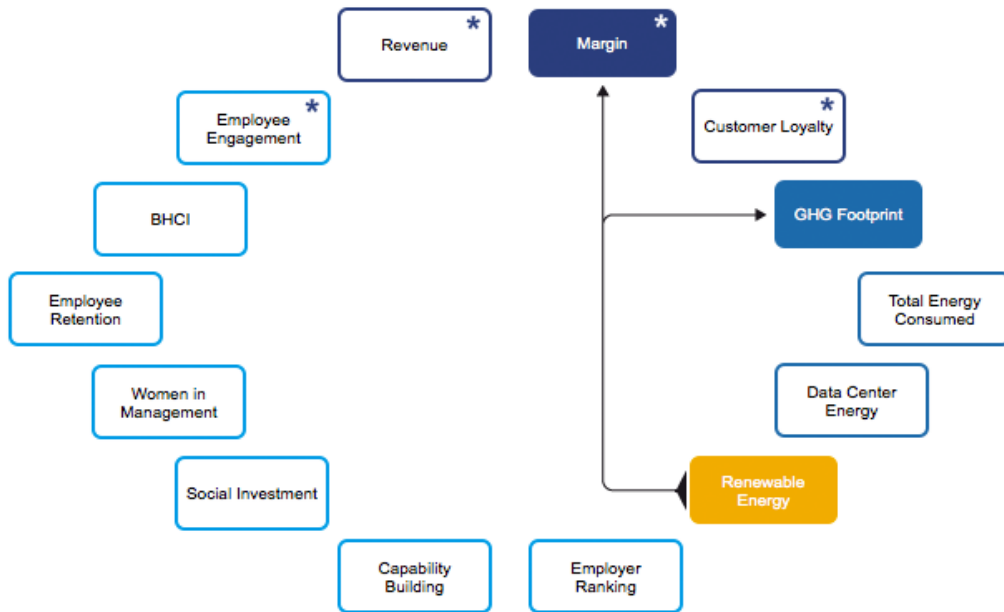 Revenue *
Margin *
Employee *
Engagement
Customer Loyalty *
BHCI
GHG Footprint
Employee
Retention
Total Energy
Consumed
Women in
Management
Data Center
Energy
Social Investment
Renewable
Energy
Capability
Building
Employer
Ranking